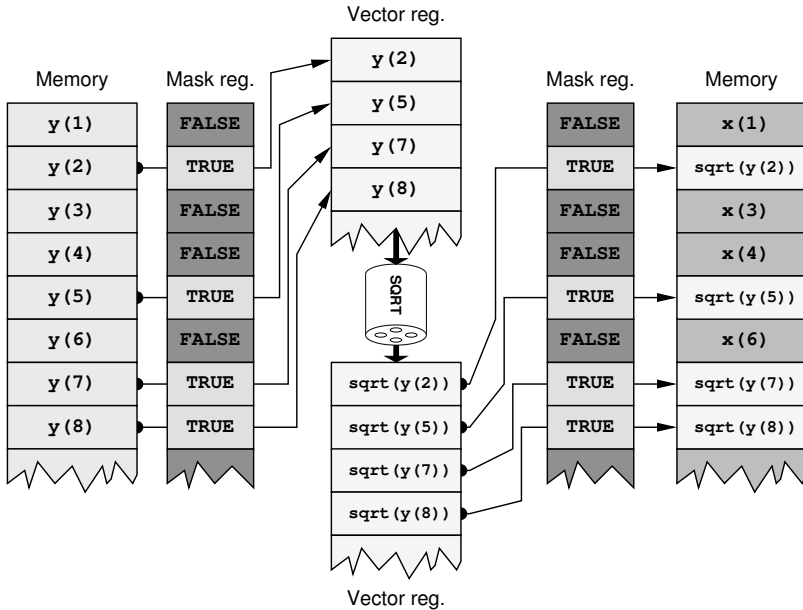 Vector reg.
y(2)
y(5)
y(7)
y(8)
Memory
y(1)
y(2)
y(3)
y(4)
y(5)
y(6)
y(7)
y(8)
Mask reg.
FALSE
TRUE
FALSE
FALSE
TRUE
FALSE
TRUE
TRUE
SQRT
sqrt(y(2))
sqrt(y(5))
sqrt(y(7))
sqrt(y(8))
Vector reg.
Mask reg.
FALSE
TRUE
FALSE
FALSE
TRUE
FALSE
TRUE
TRUE
Memory
x(1)
sqrt(y(2))
x(3)
x(4)
sqrt(y(5))
x(6)
sqrt(y(7))
sqrt(y(8))